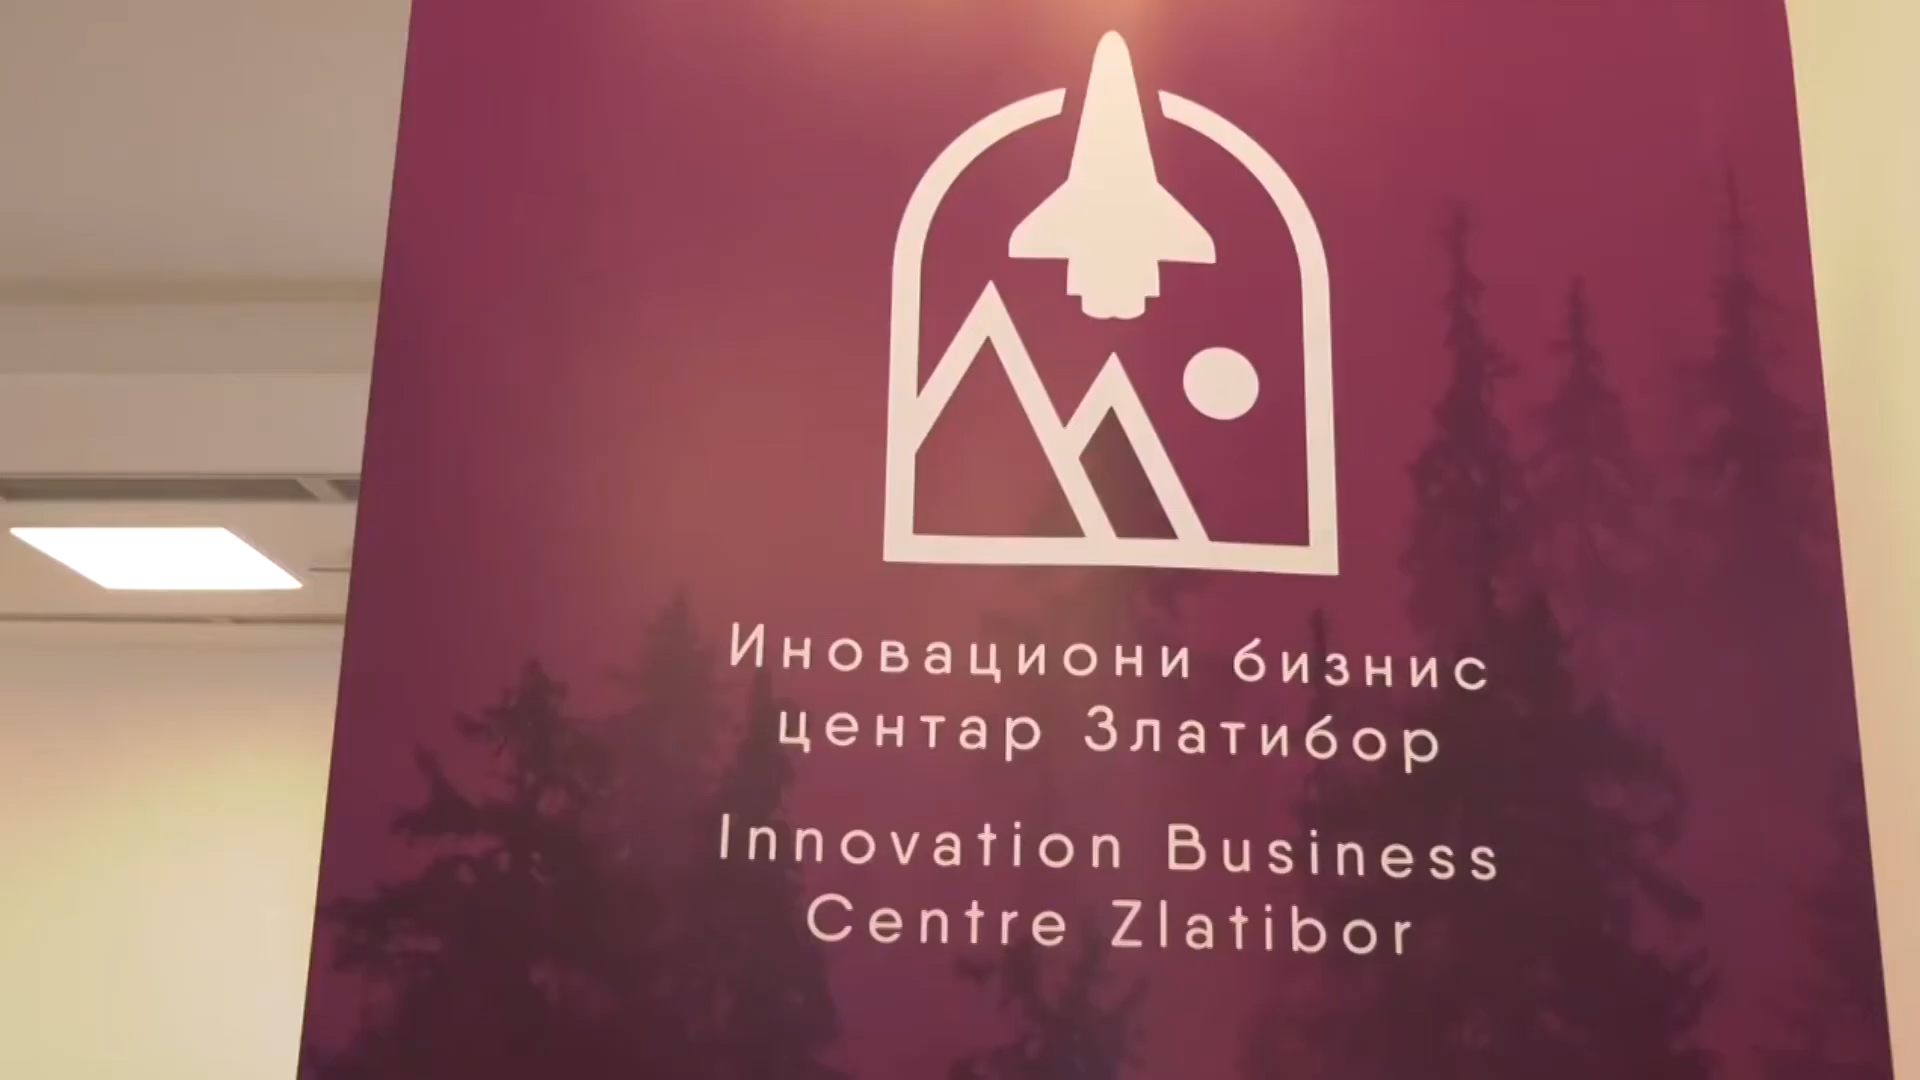 Иновациони бизнис
центар Златибор
Innovation Business
Centre Zlatibor